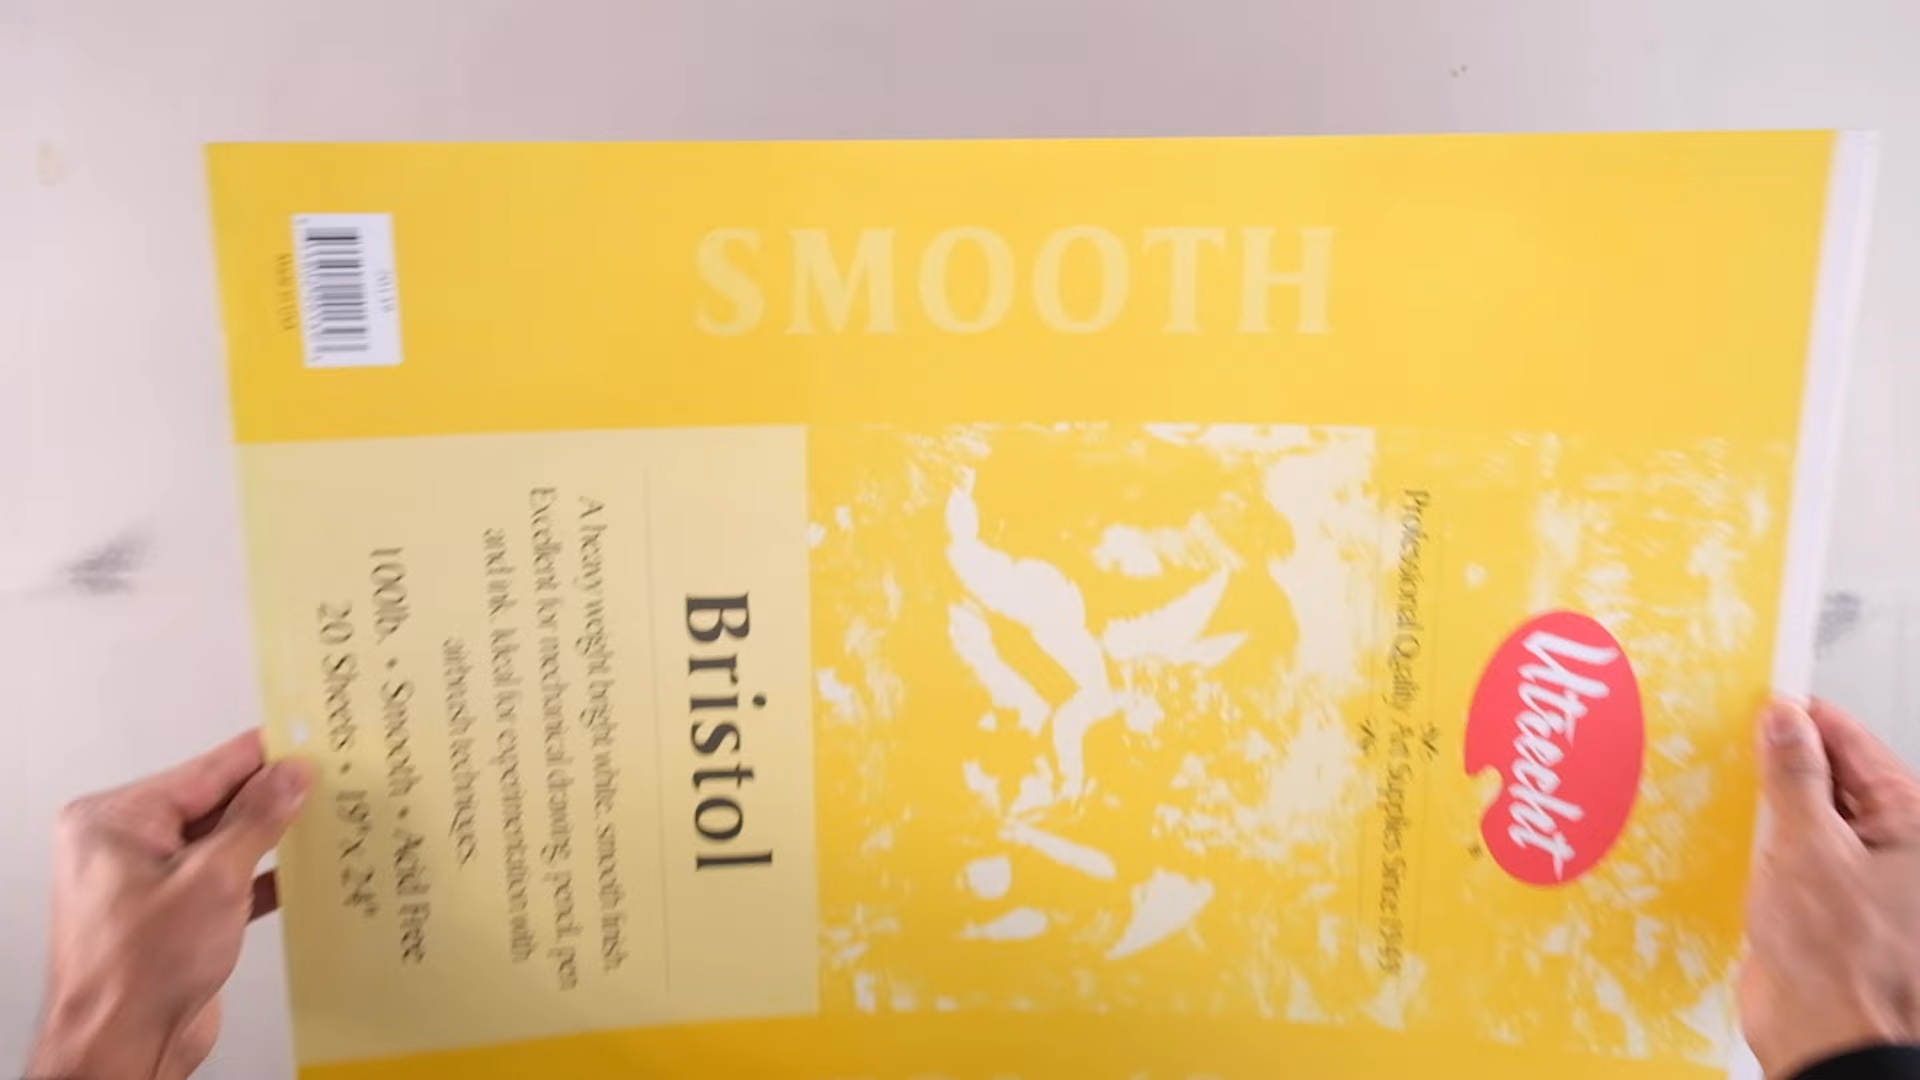 SMOOTH
Utrecht
Professional Quality Art Supplies Since 1949
Bristol
A heavy weight bright white, smooth finish.
Excellent for mechanical drawing, pencil, pen
and ink. Ideal for experimentation with
airbrush techniques.
100lb. • Smooth • Acid Free
20 Sheets • 19"x 24"